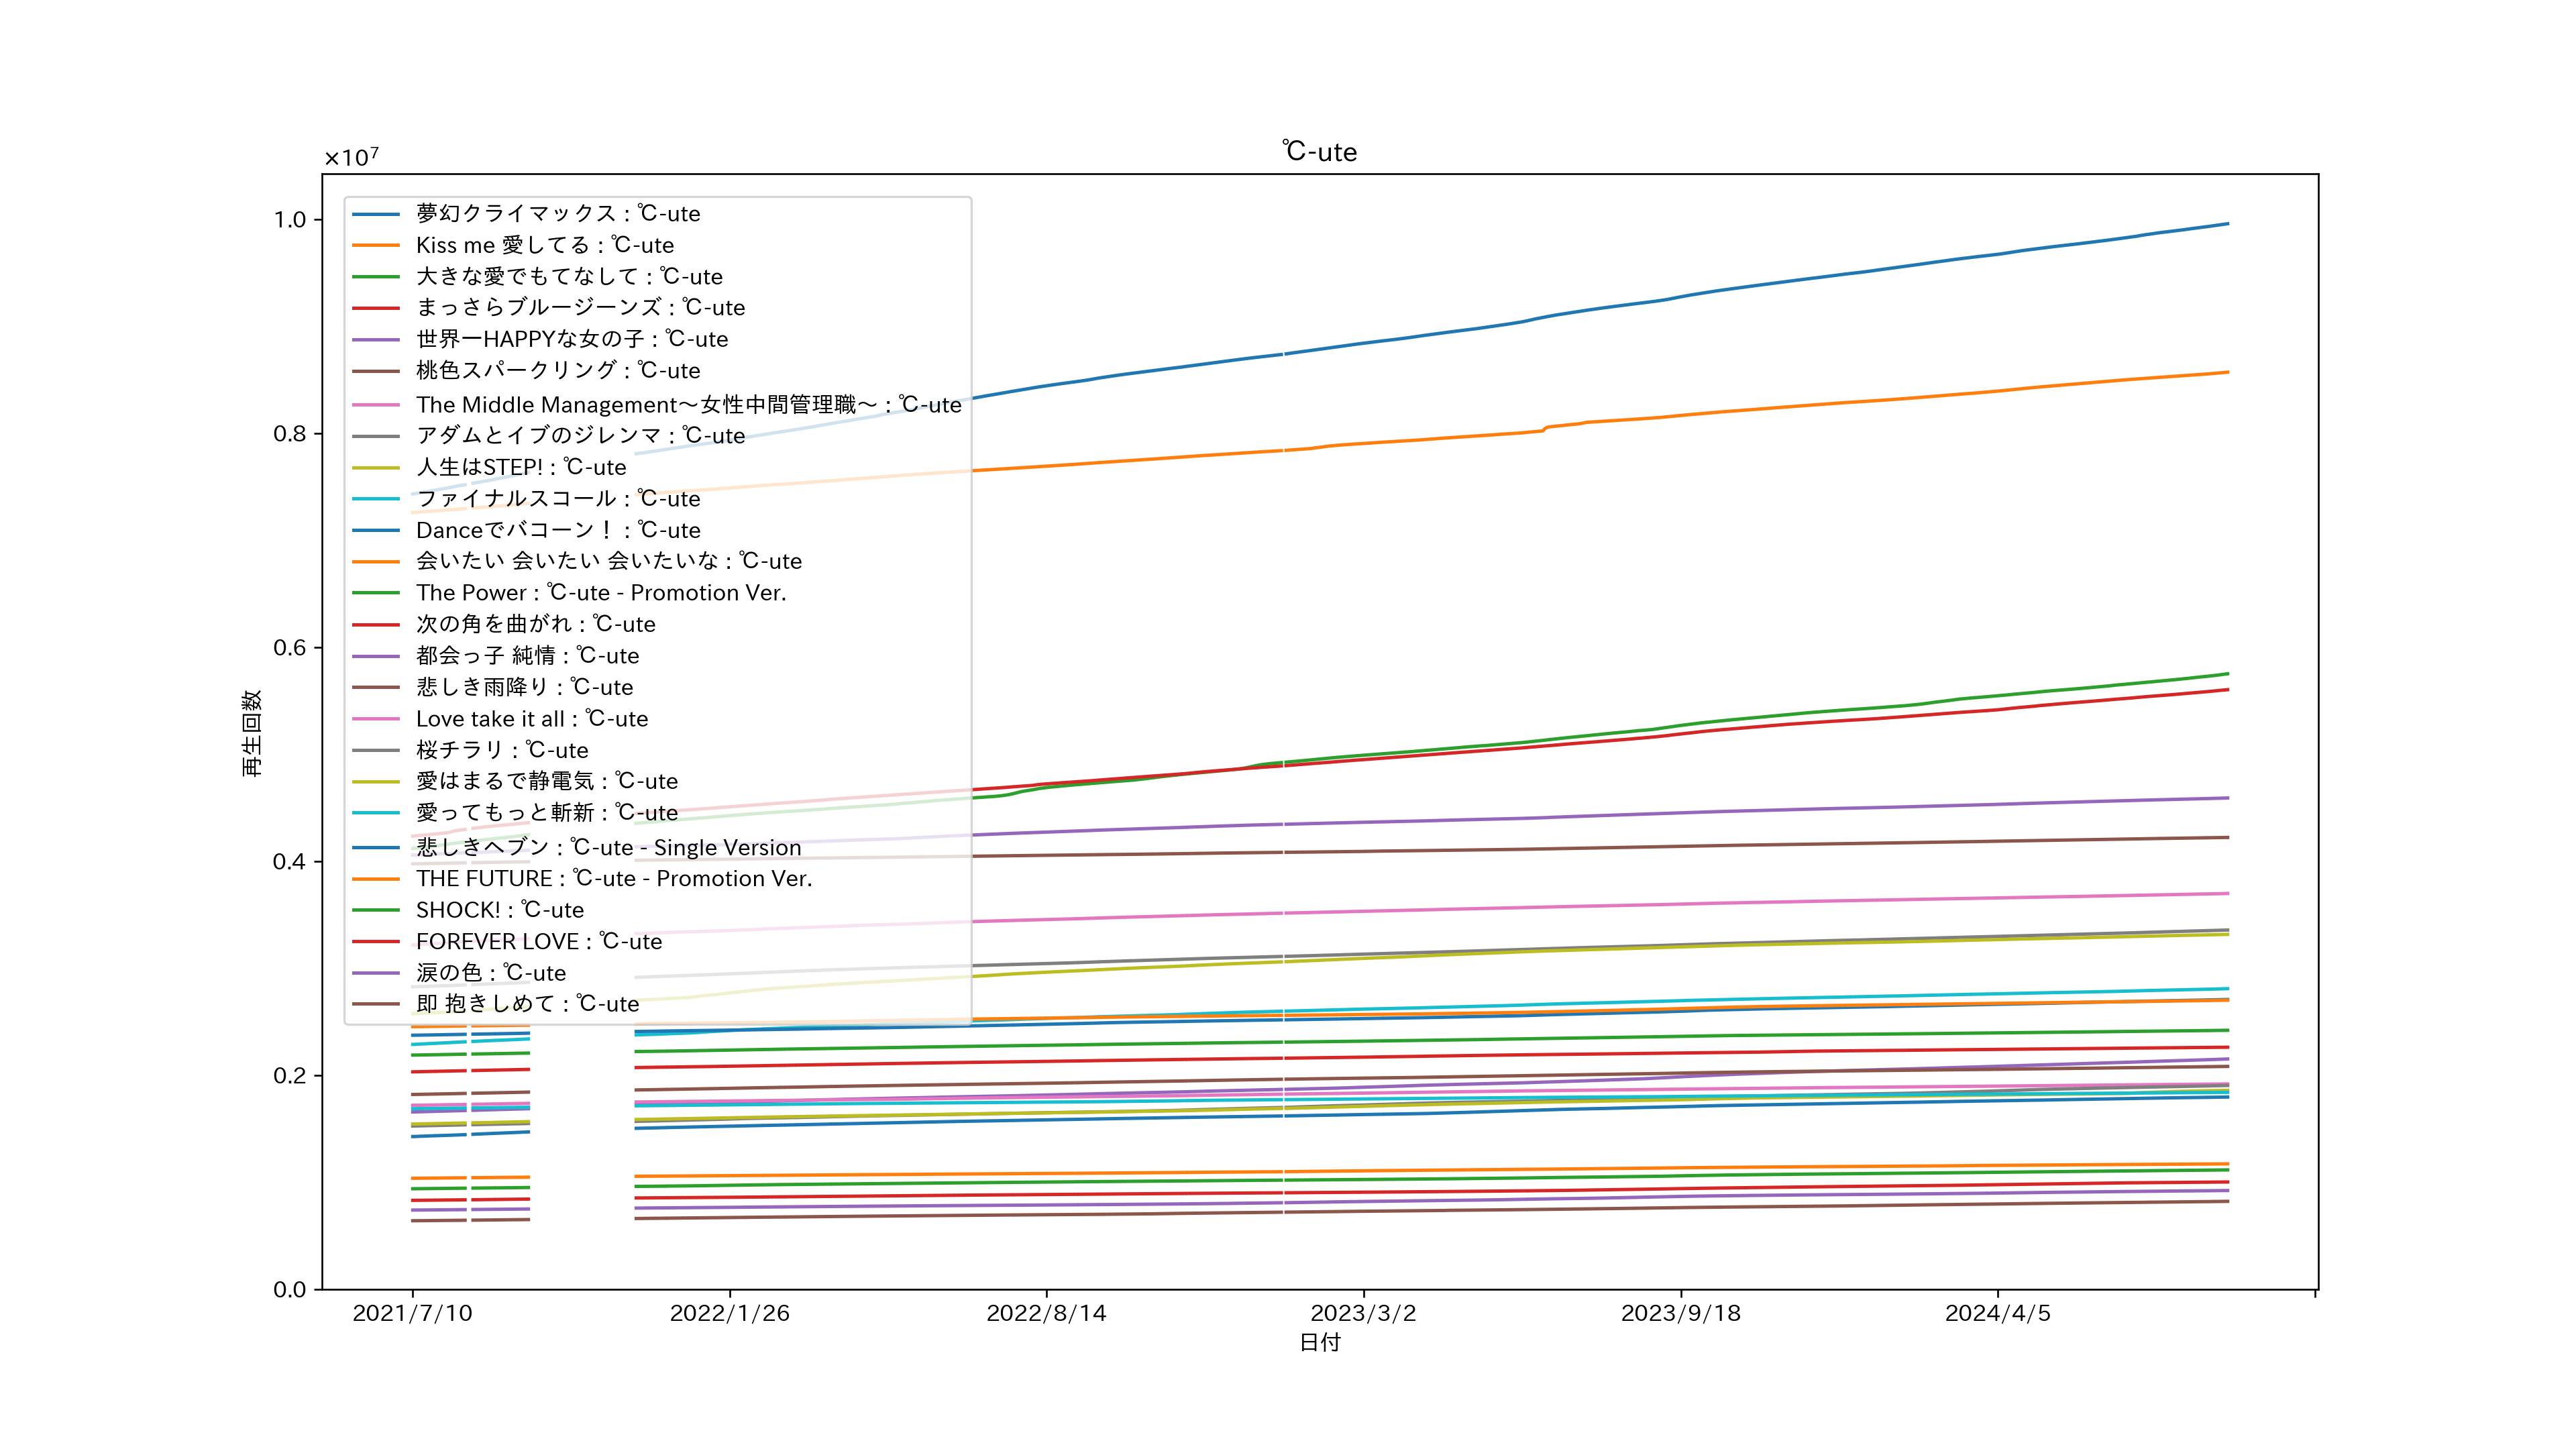 ℃-ute
×10⁷
1.0
0.8
0.6
0.4
0.2
0.0
再生回数
夢幻クライマックス : ℃-ute
Kiss me 愛してる : ℃-ute
大きな愛でもてなして : ℃-ute
まっさらブルージーンズ : ℃-ute
世界一HAPPYな女の子 : ℃-ute
桃色スパークリング : ℃-ute
The Middle Management～女性中間管理職～ : ℃-ute
アダムとイブのジレンマ : ℃-ute
人生はSTEP! : ℃-ute
ファイナルスコール : ℃-ute
Danceでバコーン！ : ℃-ute
会いたい 会いたい 会いたいな : ℃-ute
The Power : ℃-ute - Promotion Ver.
次の角を曲がれ : ℃-ute
都会っ子 純情 : ℃-ute
悲しき雨降り : ℃-ute
Love take it all : ℃-ute
桜チラリ : ℃-ute
愛はまるで静電気 : ℃-ute
愛ってもっと斬新 : ℃-ute
悲しきヘブン : ℃-ute - Single Version
THE FUTURE : ℃-ute - Promotion Ver.
SHOCK! : ℃-ute
FOREVER LOVE : ℃-ute
涙の色 : ℃-ute
即 抱きしめて : ℃-ute
2021/7/10
2022/1/26
2022/8/14
2023/3/2
2023/9/18
2024/4/5
日付